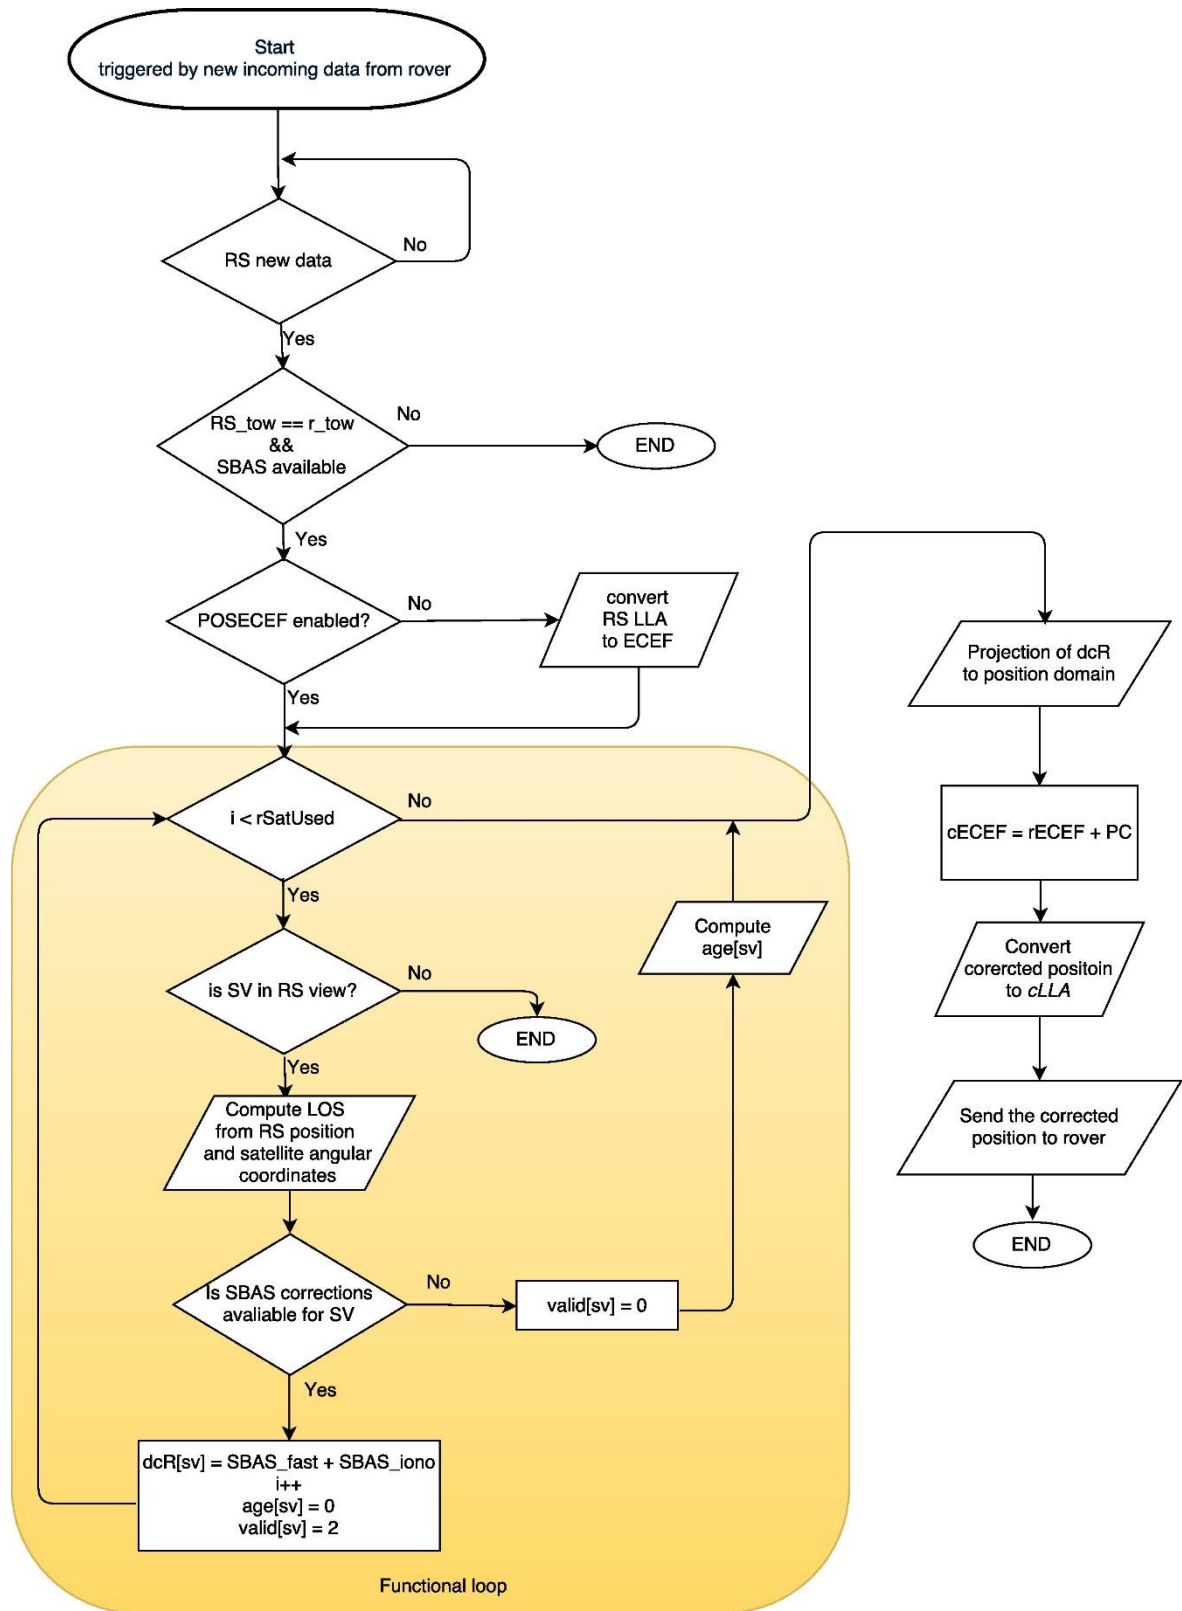 Start
triggered by new incoming data from rover
RS new data
No
Yes
RS_tow == r_tow
&&
SBAS available
No
END
Yes
POSECEF enabled?
No
convert
RS LLA
to ECEF
Yes
i < rSatUsed
No
Yes
is SV in RS view?
No
END
Yes
Compute LOS
from RS position
and satellite angular
coordinates
Is SBAS corrections
avaliable for SV
No
valid[sv] = 0
Compute
age[sv]
Yes
dcR[sv] = SBAS_fast + SBAS_iono
i++
age[sv] = 0
valid[sv] = 2
Functional loop
Projection of dcR
to position domain
cECEF = rECEF + PC
Convert
corercted positoin
to cLLA
Send the corrected
position to rover
END